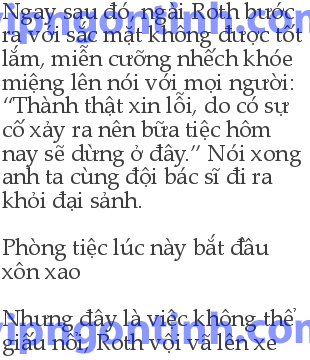 Ngay sau đó, ngài Roth bước
ra với sắc mặt không được tốt
lắm, miễn cưỡng nhếch khóe
miệng lên nói với mọi người:
“Thành thật xin lỗi, do có sự
cố xảy ra nên bữa tiệc hôm
nay sẽ dừng ở đây.” Nói xong
anh ta cùng đội bác sĩ đi ra
khỏi đại sảnh.
Phòng tiệc lúc này bắt đầu
xôn xao
Nhưng đây là việc không thể
giấu nổi, Roth vội vã lên xe